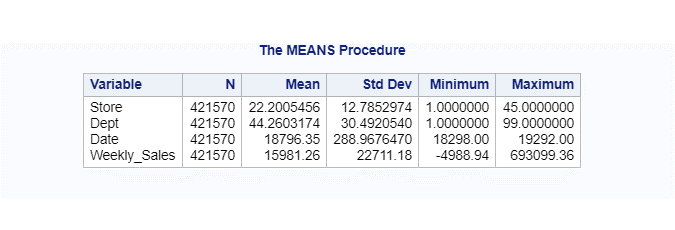 The MEANS Procedure
Variable N Mean Std Dev Minimum Maximum
Store 421570 22.2005456 12.7852974 1.0000000 45.0000000
Dept 421570 44.2603174 30.4920540 1.0000000 99.0000000
Date 421570 18796.35 288.9676470 18298.00 19292.00
Weekly_Sales 421570 15981.26 22711.18 -4988.94 693099.36